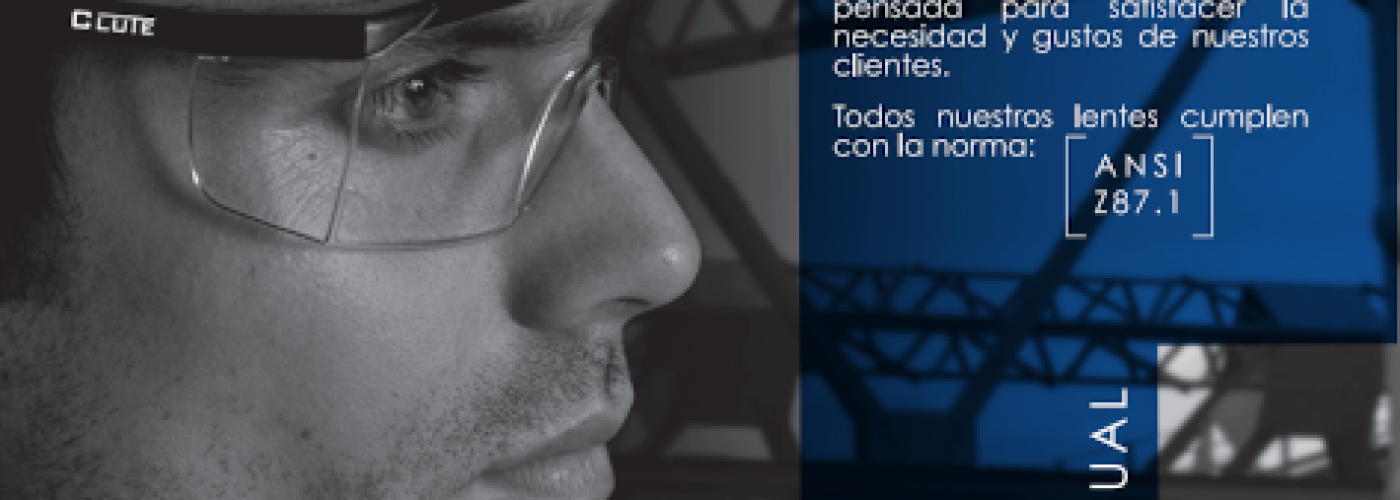 CLUTE
pensada para satisfacer la
necesidad y gustos de nuestros
clientes.
Todos nuestros lentes cumplen
con la norma:
ANSI
Z87.1
UAL